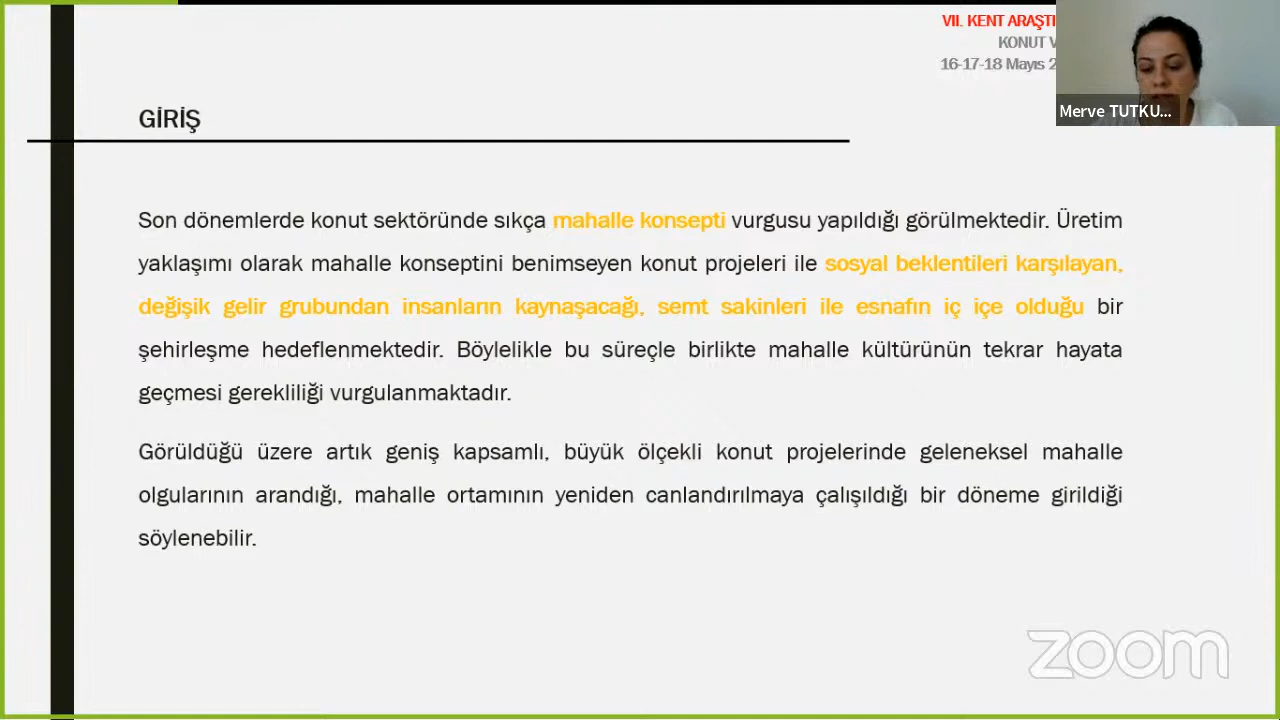 VII. KENT ARAŞTI
KONUT V
16-17-18 Mayıs 2
Merve TUTKU...
GİRİŞ
Son dönemlerde konut sektöründe sıkça mahalle konsepti vurgusu yapıldığı görülmektedir. Üretim
yaklaşımı olarak mahalle konseptini benimseyen konut projeleri ile sosyal beklentileri karşılayan,
değişik gelir grubundan insanların kaynaşacağı, semt sakinleri ile esnafın iç içe olduğu bir
şehirleşme hedeflenmektedir. Böylelikle bu süreçle birlikte mahalle kültürünün tekrar hayata
geçmesi gerekliliği vurgulanmaktadır.
Görüldüğü üzere artık geniş kapsamlı, büyük ölçekli konut projelerinde geleneksel mahalle
olgularının arandığı, mahalle ortamının yeniden canlandırılmaya çalışıldığı bir döneme girildiği
söylenebilir.
zoom